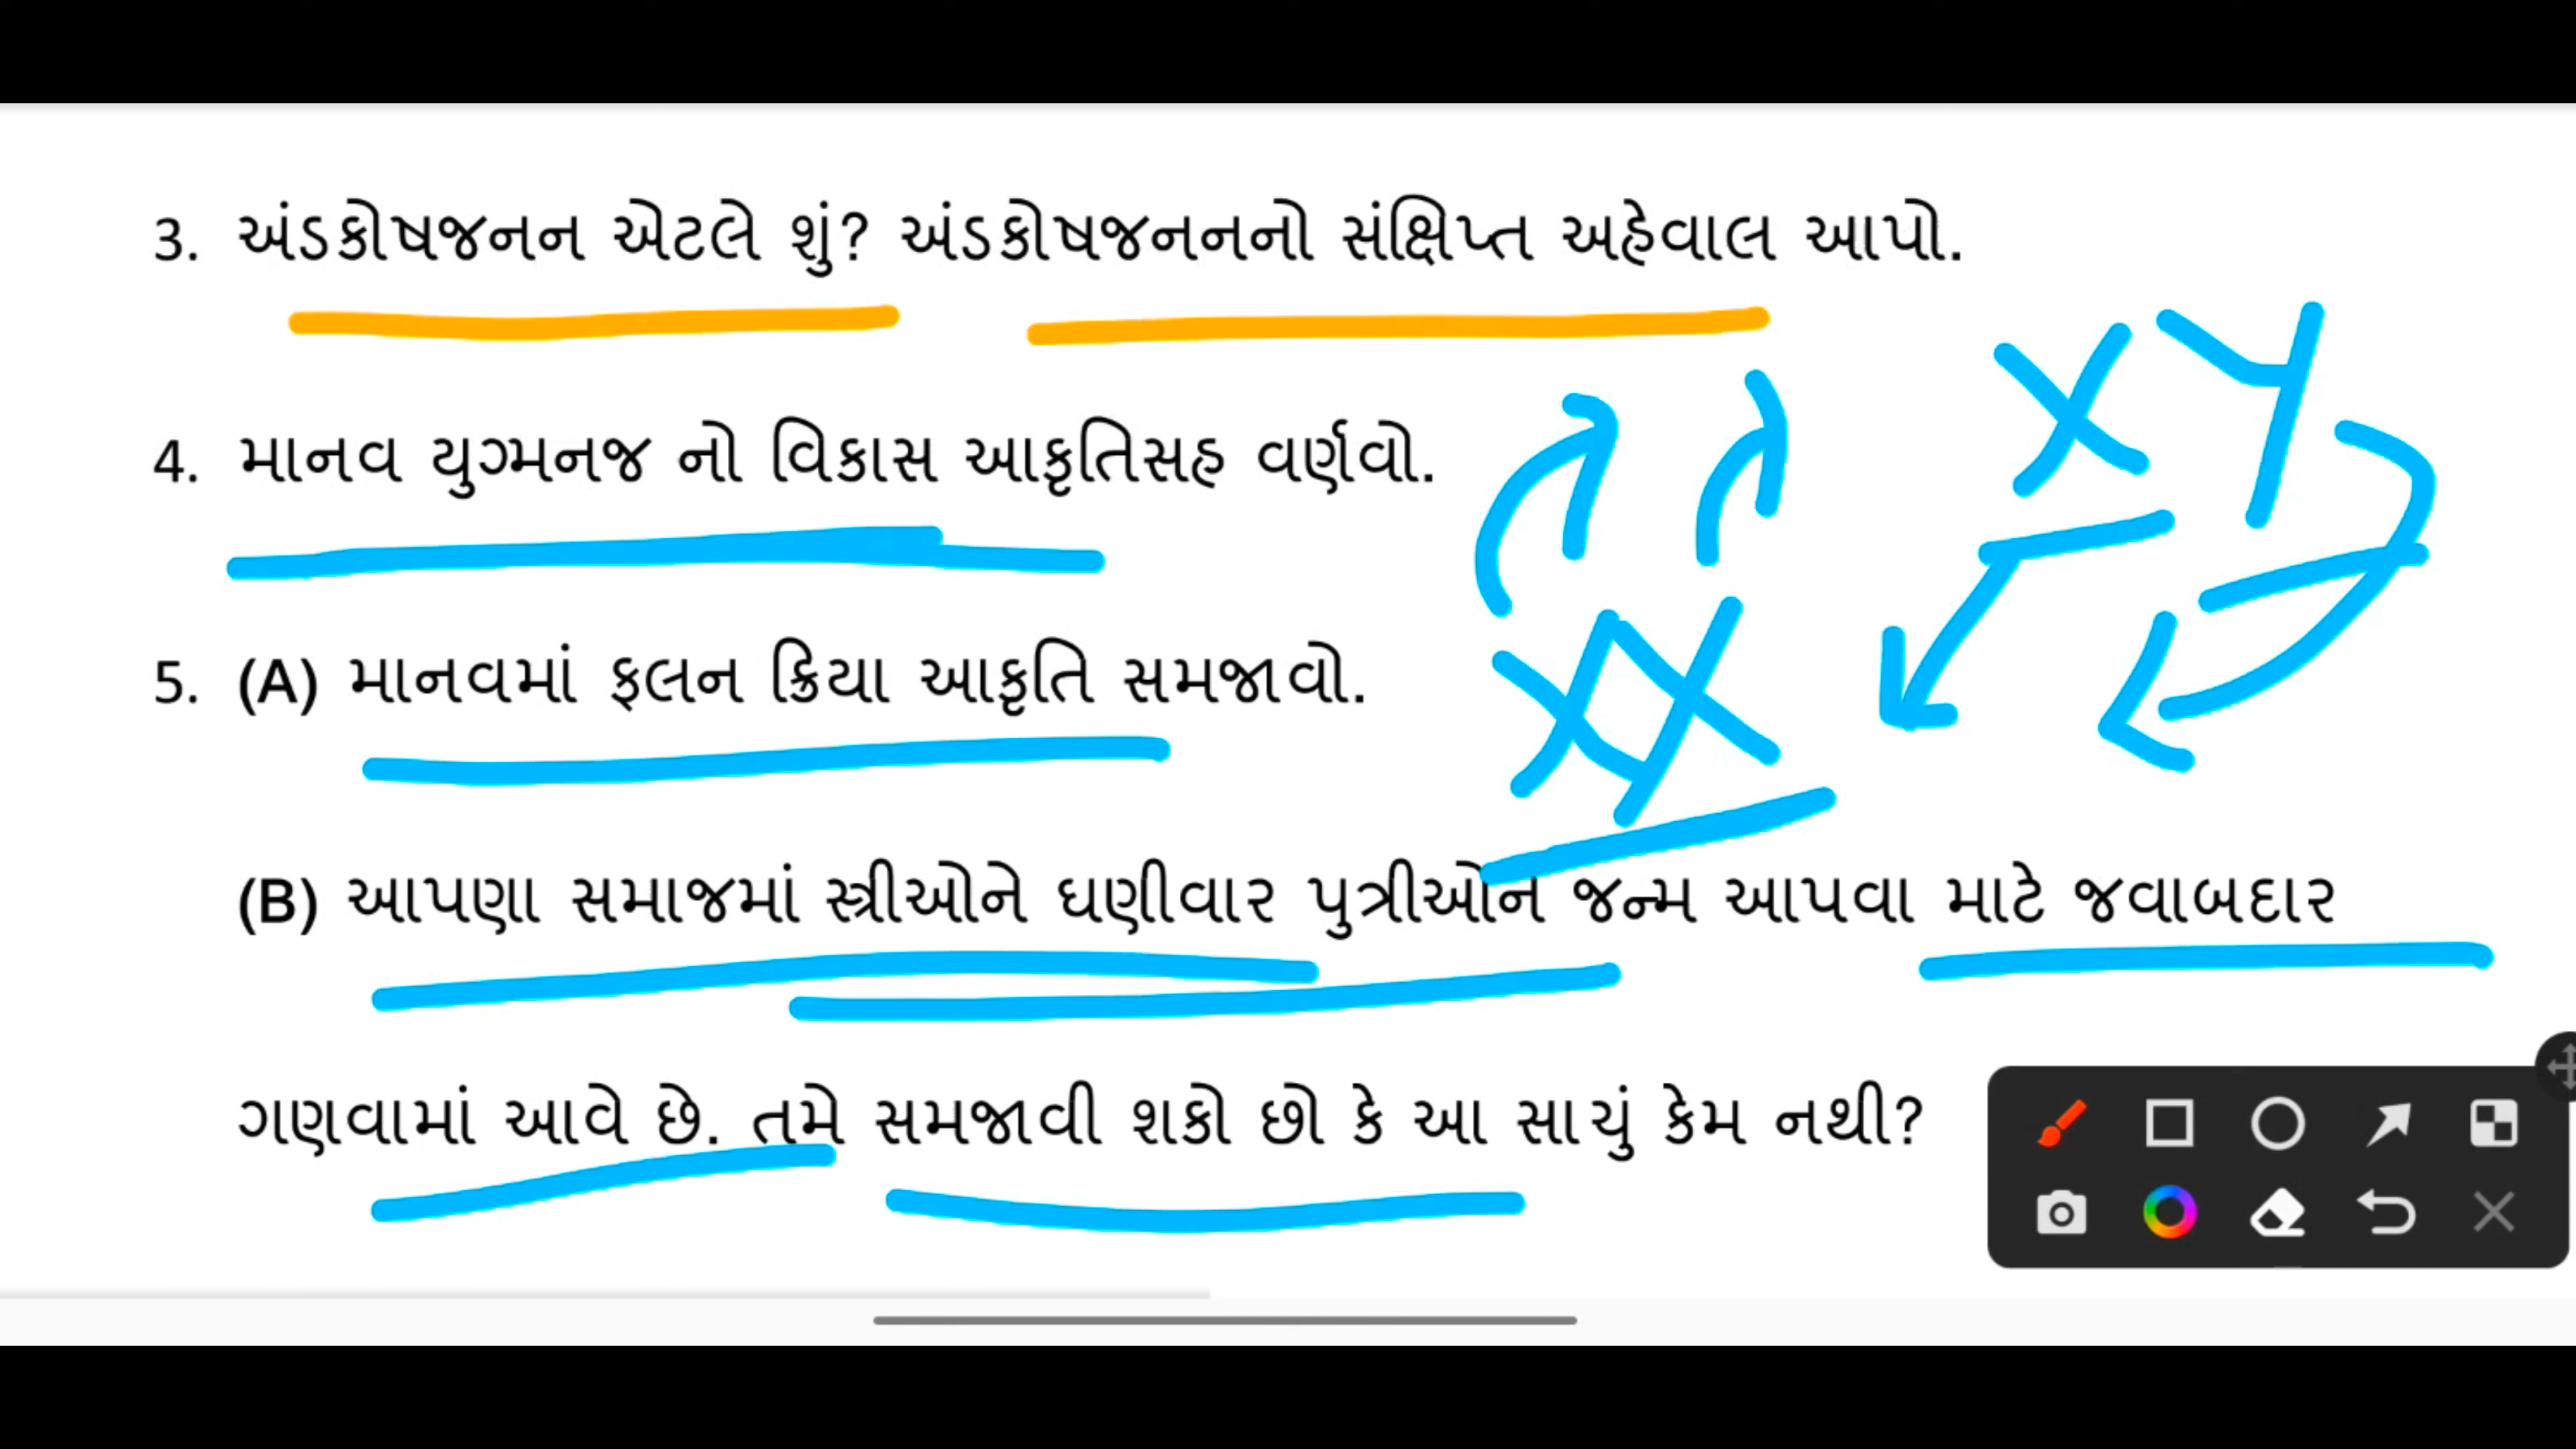 3. અંડકોષજનન એટલે શું? અંડકોષજનનનો સંક્ષિપ્ત અહેવાલ આપો.
XY
4. માનવ યુગ્મનજ નો વિકાસ આકૃતિસહ વર્ણવો.
XX
5. (A) માનવમાં ફલન ક્રિયા આકૃતિ સમજાવો.
(B) આપણા સમાજમાં સ્ત્રીઓને ઘણીવાર પુત્રીઓને જન્મ આપવા માટે જવાબદાર
ગણવામાં આવે છે. તમે સમજાવી શકો છો કે આ સાચું કેમ નથી?